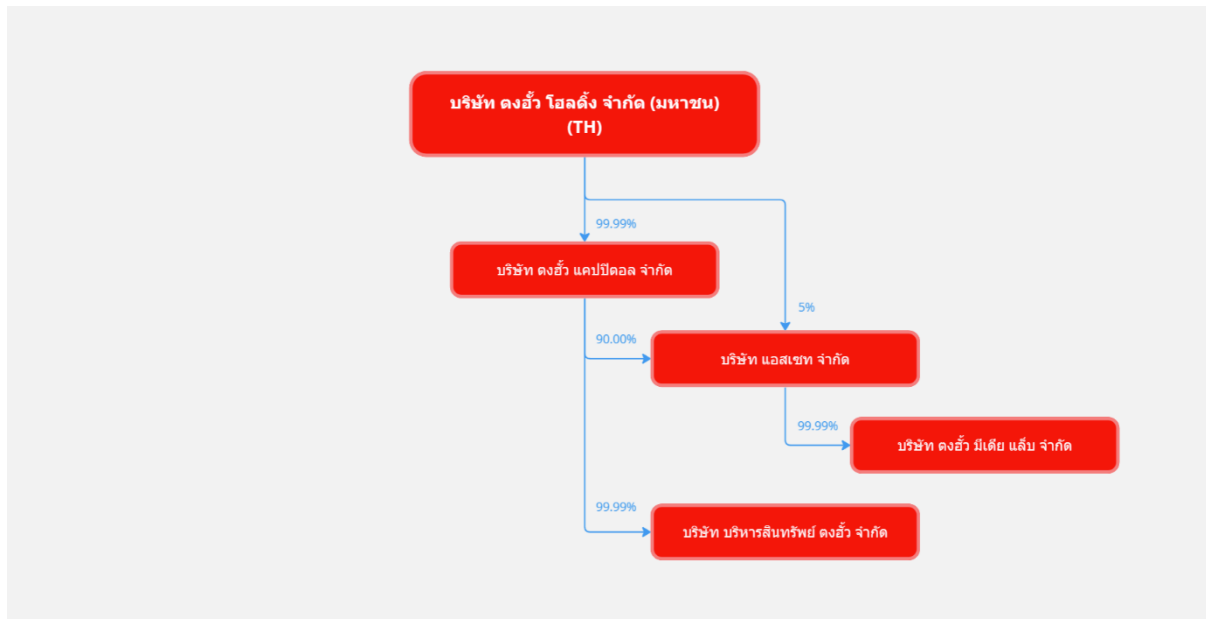 บริษัท ตงฮั้ว โฮลดิ้ง จำกัด (มหาชน)
(TH)
99.99%
บริษัท ตงฮั้ว แคปปิตอล จำกัด
5%
90.00%
บริษัท แอสเซท จำกัด
99.99%
บริษัท ตงฮั้ว มีเดีย แล็บ จำกัด
99.99%
บริษัท บริหารสินทรัพย์ ตงฮั้ว จำกัด